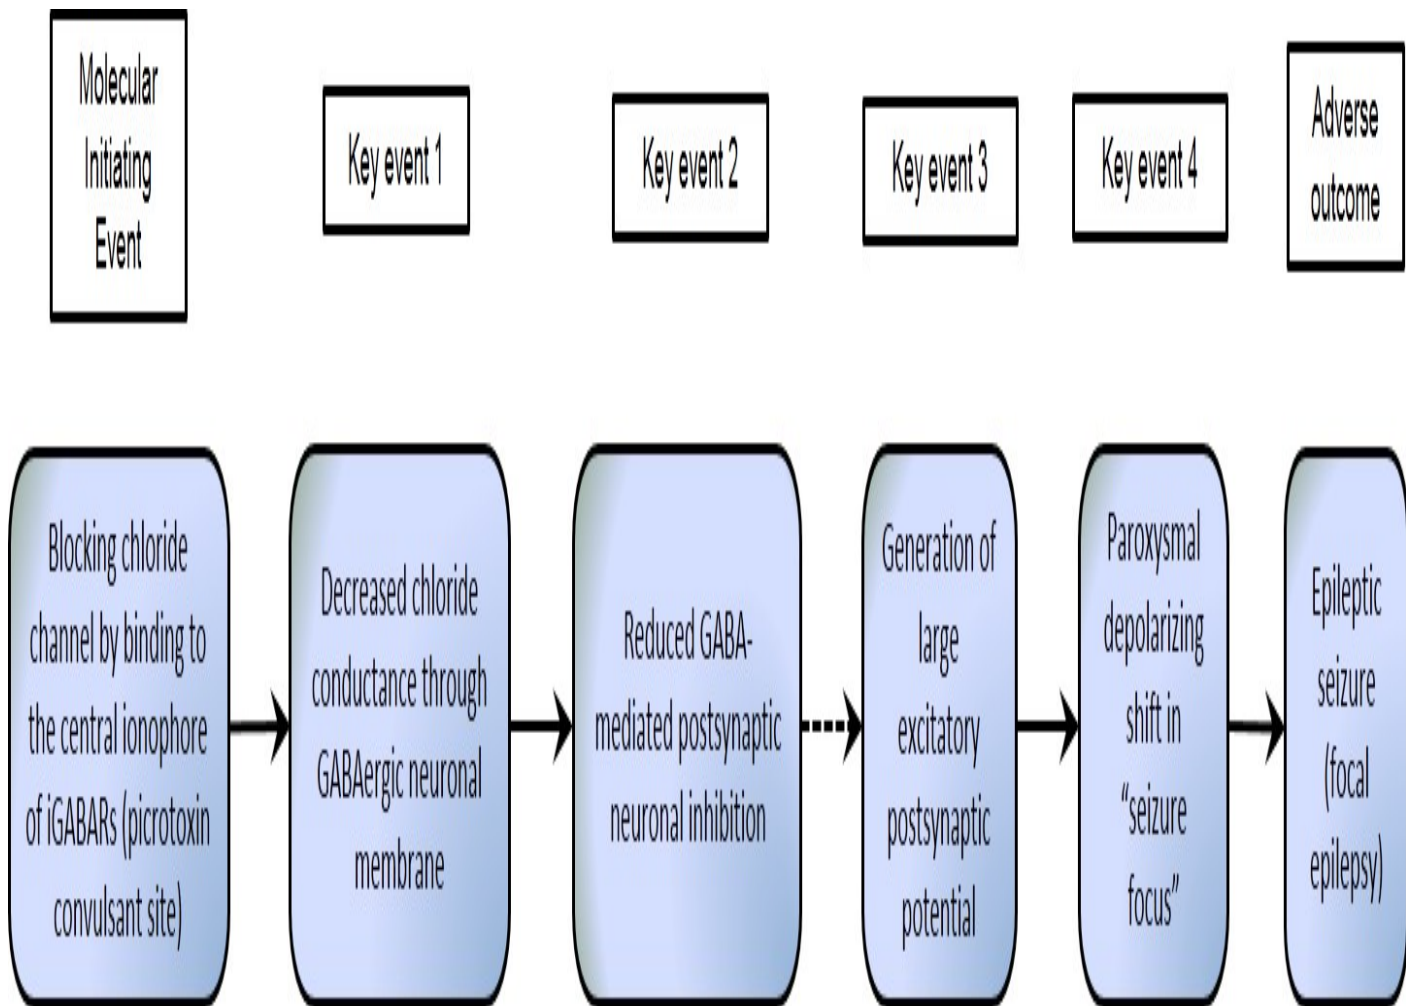 Molecular
Initiating
Event
Key event 1
Key event 2
Key event 3
Key event 4
Adverse
outcome
Blocking chloride
channel by binding to
the central ionophore
of iGABARs (picrotoxin
convulsant site)
Decreased chloride
conductance through
GABAergic neuronal
membrane
Reduced GABA-
mediated postsynaptic
neuronal inhibition
Generation of
large
excitatory
postsynaptic
potential
Paroxysmal
depolarizing
shift in
“seizure
focus”
Epileptic
seizure
(focal
epilepsy)